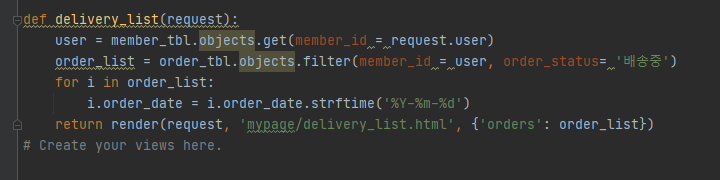 def delivery_list(request):
    user = member_tbl.objects.get(member_id = request.user)
    order_list = order_tbl.objects.filter(member_id = user, order_status= '배송중')
    for i in order_list:
        i.order_date = i.order_date.strftime('%Y-%m-%d')
    return render(request, 'mypage/delivery_list.html', {'orders': order_list})
# Create your views here.